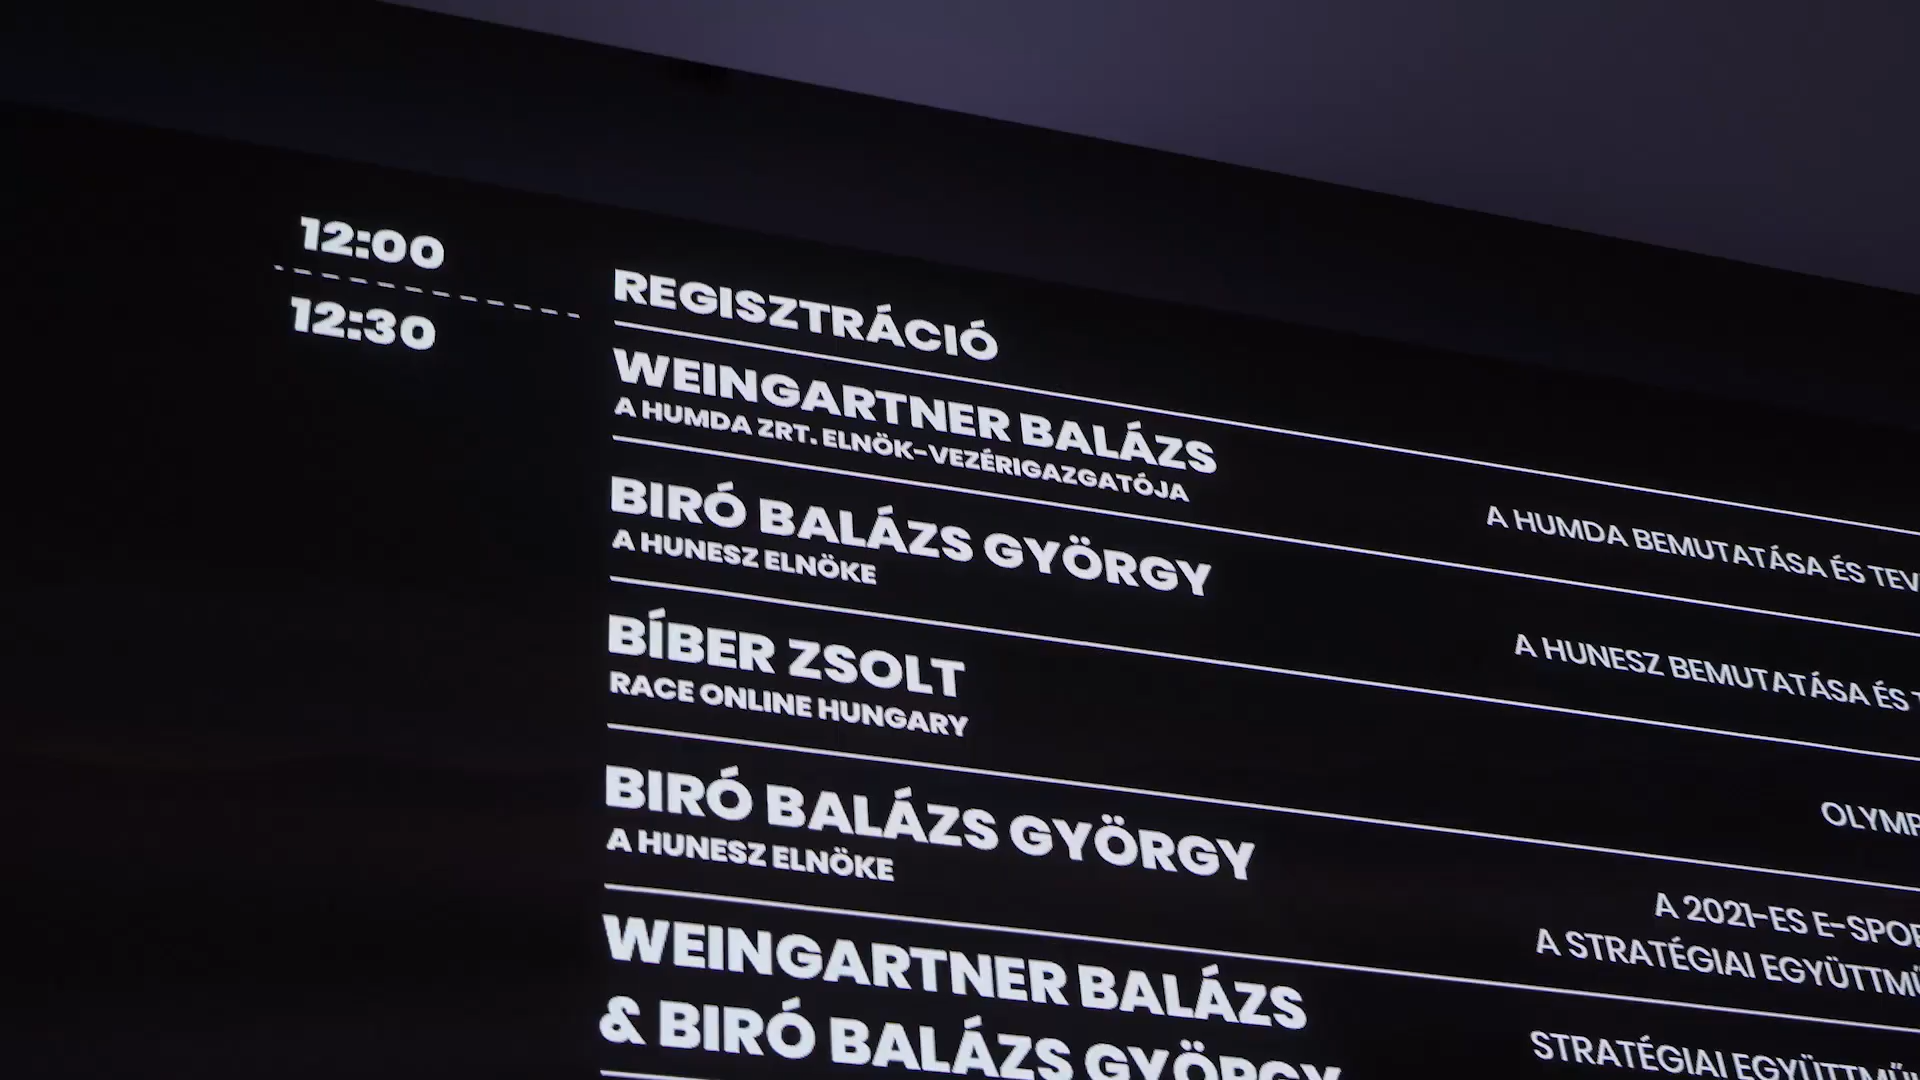 12:00
12:30
REGISZTRÁCIÓ
WEINGARTNER BALÁZS
A HUMDA ZRT. ELNÖK-VEZÉRIGAZGATÓJA
A HUMDA BEMUTATÁSA ÉS
BIRÓ BALÁZS GYÖRGY
A HUNESZ ELNÖKE
A HUNESZ BEMUTATÁSA ÉS
BÍBER ZSOLT
RACE ONLINE HUNGARY
BIRÓ BALÁZS GYÖRGY
A HUNESZ ELNÖKE
A 2021-ES
A STRATÉGIAI
WEINGARTNER BALÁZS
& BIRÓ BALÁZS GYÖRGY
STRATÉGIAI